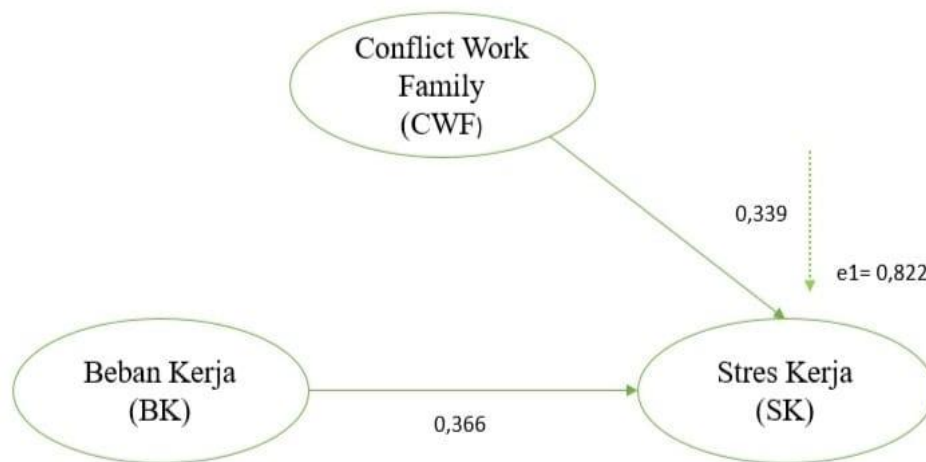 Conflict Work
Family
(CWF)
0,339
e1= 0,822
Beban Kerja
(BK)
0,366
Stres Kerja
(SK)